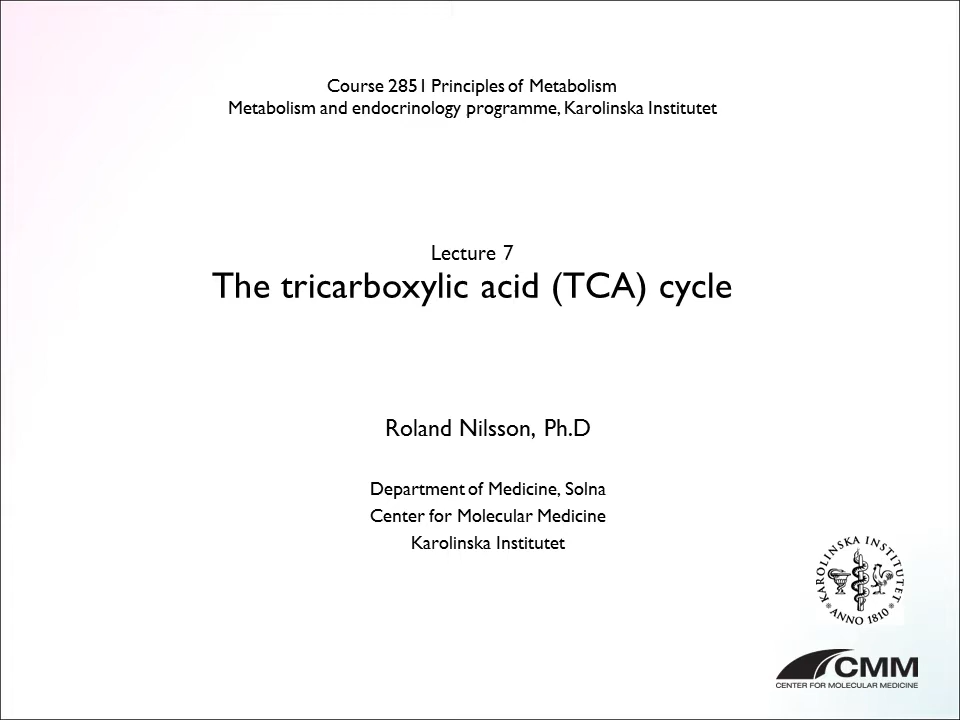 Course 2851 Principles of Metabolism
Metabolism and endocrinology programme, Karolinska Institutet
Lecture 7
The tricarboxylic acid (TCA) cycle
Roland Nilsson, Ph.D
Department of Medicine, Solna
Center for Molecular Medicine
Karolinska Institutet
KAROLINSKA INSTITUTET
ANNO 1810
CMM
CENTER FOR MOLECULAR MEDICINE